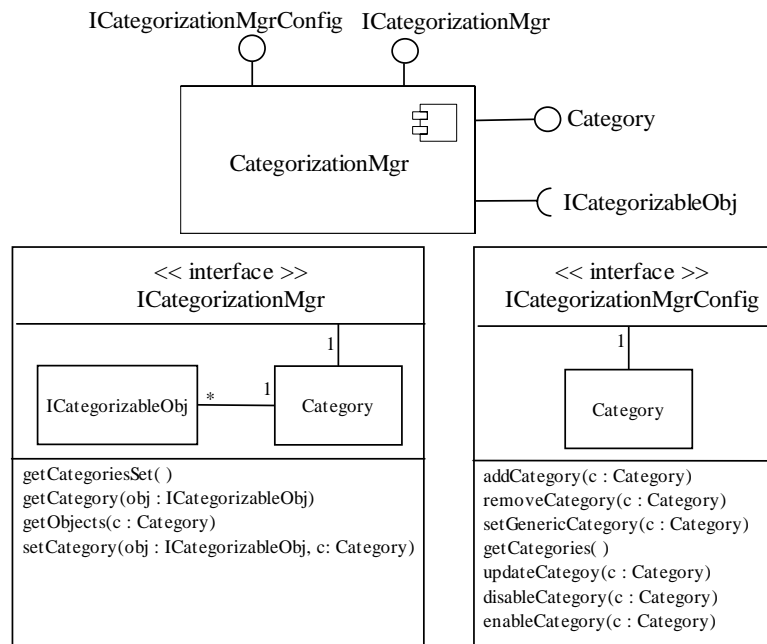 ICategorizationMgrConfig
ICategorizationMgr
Category
CategorizationMgr
ICategorizableObj
<< interface >>
ICategorizationMgr
1
ICategorizableObj
*
1
Category
getCategoriesSet( )
getCategory(obj : ICategorizableObj)
getObjects(c : Category)
setCategory(obj : ICategorizableObj, c: Category)
<< interface >>
ICategorizationMgrConfig
1
Category
addCategory(c : Category)
removeCategory(c : Category)
setGenericCategory(c : Category)
getCategories( )
updateCategoy(c : Category)
disableCategory(c : Category)
enableCategory(c : Category)